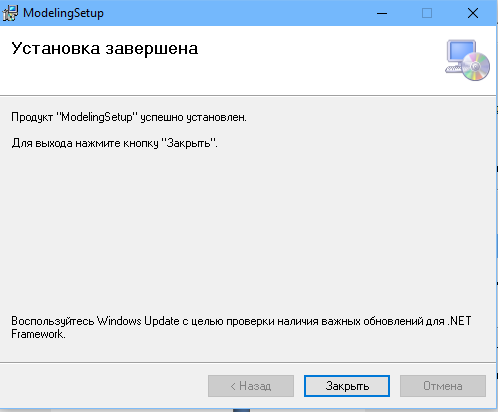 ModelingSetup
Установка завершена
Продукт "ModelingSetup" успешно установлен.
Для выхода нажмите кнопку "Закрыть".
Воспользуйтесь Windows Update с целью проверки наличия важных обновлений для .NET
Framework.
< Назад
Закрыть
Отмена